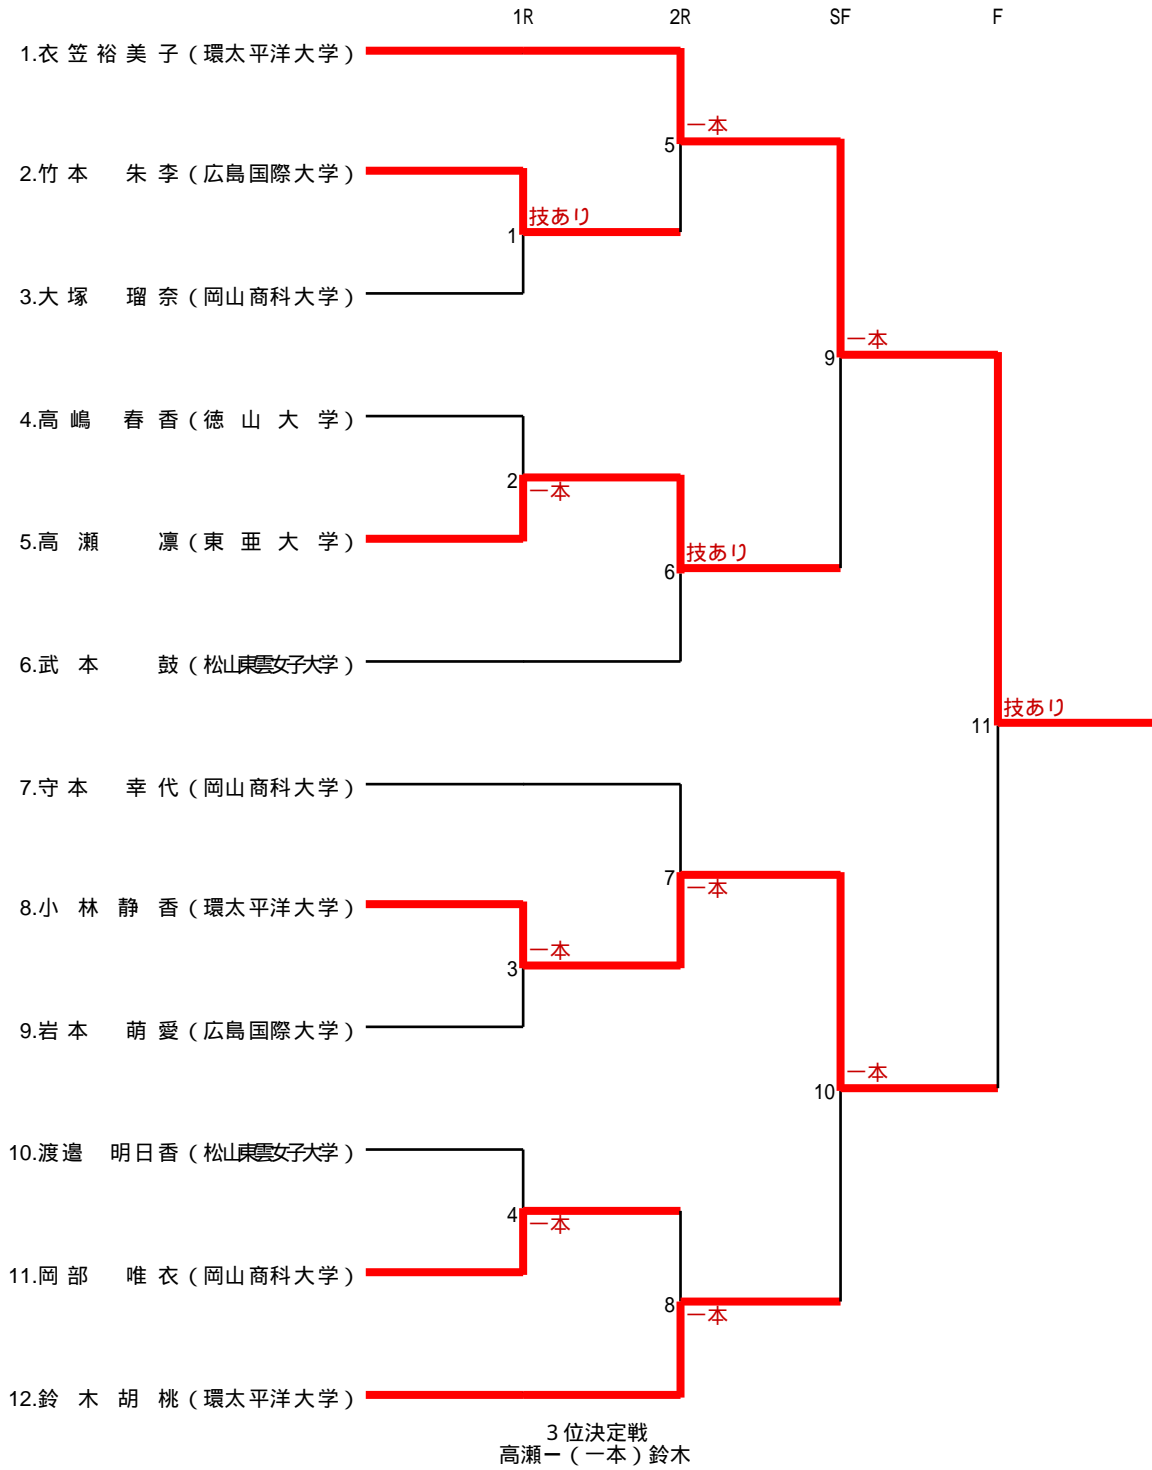 1R 2R SF F
1.衣笠裕美子(環太平洋大学)
一本
5
2.竹本 朱李(広島国際大学)
技あり
1
3.大塚 瑠奈(岡山商科大学)
一本
9
4.高嶋 春香(徳山大学)
2
一本
5.高瀬 凛(東亜大学)
技あり
6
6.武本 鼓(松山東雲女子大学)
技あり
11
7.守本 幸代(岡山商科大学)
7
一本
8.小林静香(環太平洋大学)
一本
3
9.岩本 萌愛(広島国際大学)
一本
10
10.渡邉 明日香(松山東雲女子大学)
4
一本
11.岡部 唯衣(岡山商科大学)
8
一本
12.鈴木胡桃(環太平洋大学)
3位決定戦
高瀬ー(一本)鈴木